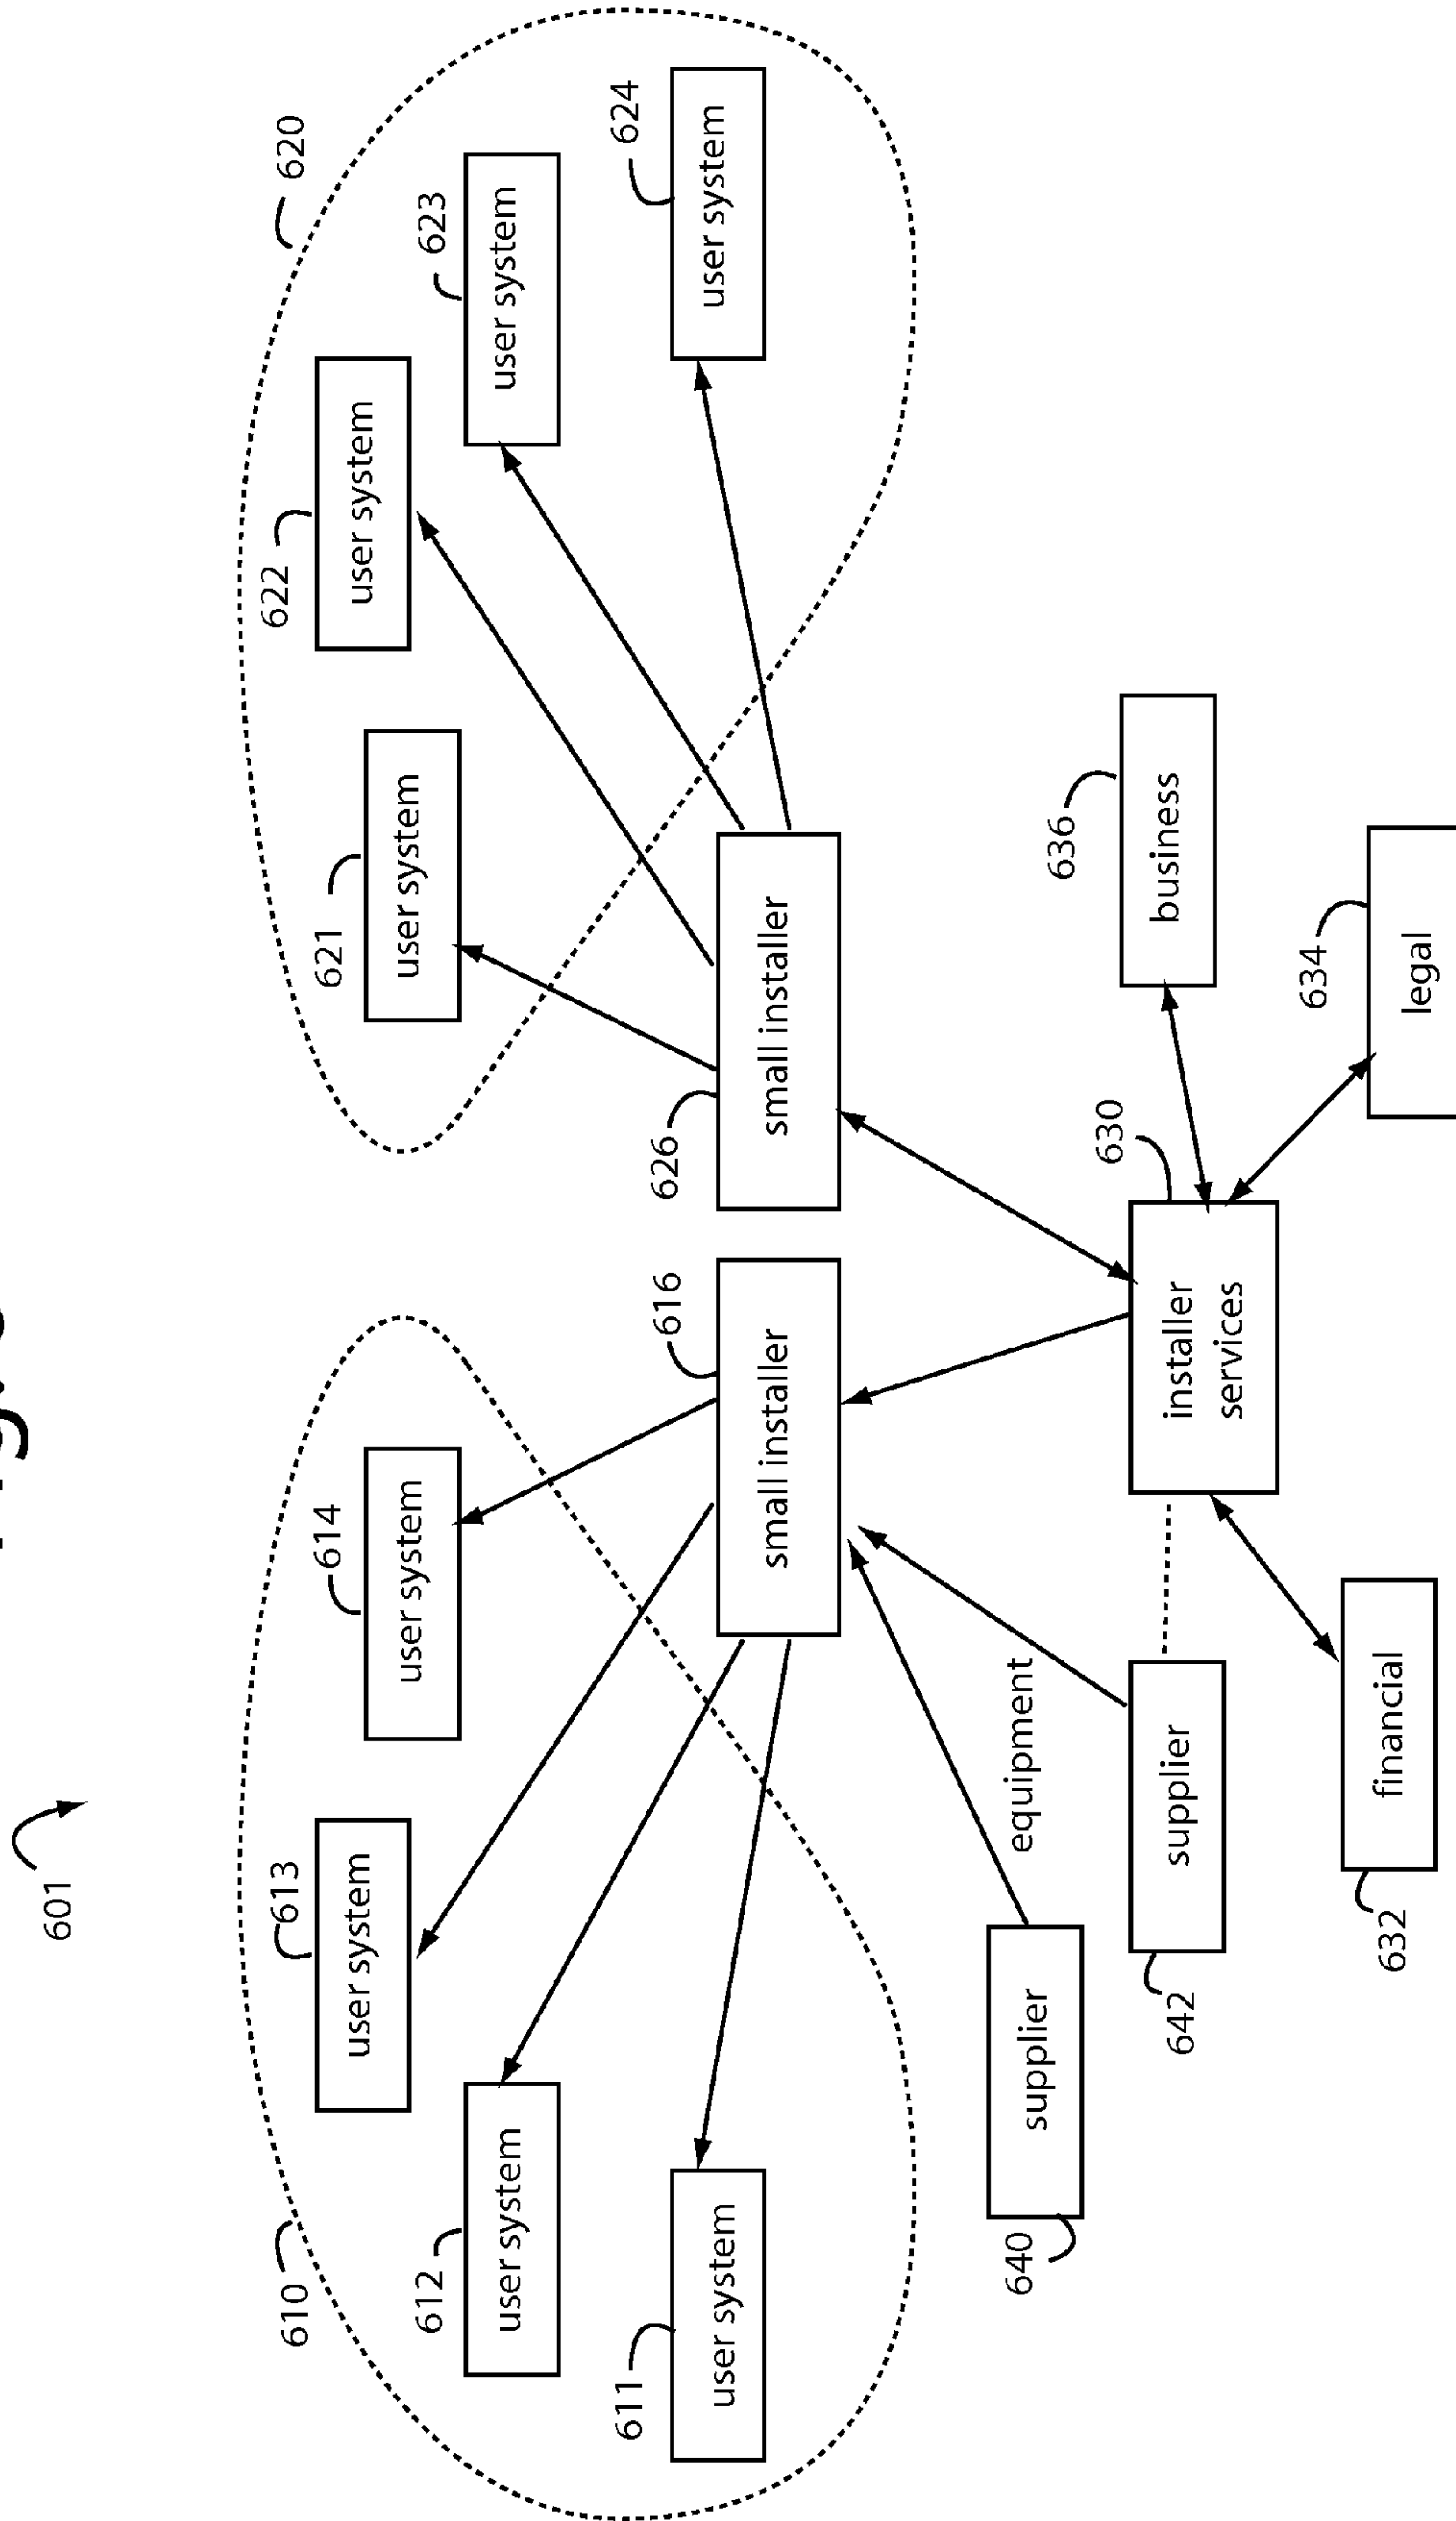 601
610
620
613
user system
622
user system
614
user system
621
user system
612
user system
623
user system
611
user system
624
user system
616
small installer
626
small installer
640
supplier
equipment
642
supplier
630
installer
services
636
business
632
financial
634
legal